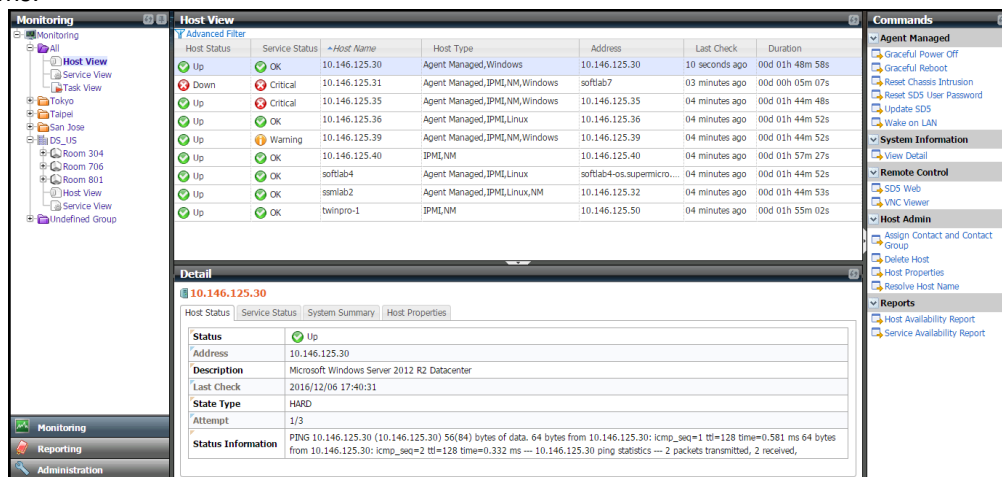 Monitoring
Monitoring
All
Host View
Service View
Task View
Tokyo
Taipei
San Jose
DS_US
Room 304
Room 706
Room 801
Host View
Service View
Undefined Group
Monitoring
Reporting
Administration
Host View
Advanced Filter
Host Status Service Status Host Name Host Type Address Last Check Duration
Up OK 10.146.125.30 Agent Managed,Windows 10.146.125.30 10 seconds ago 00d 01h 48m 58s
Down Critical 10.146.125.31 Agent Managed,IPMI,NM,Windows softlab7 03 minutes ago 00d 00h 05m 07s
Up Critical 10.146.125.35 Agent Managed,IPMI,NM,Windows 10.146.125.35 04 minutes ago 00d 01h 44m 48s
Up OK 10.146.125.36 Agent Managed,IPMI,Linux 10.146.125.36 04 minutes ago 00d 01h 44m 52s
Up Warning 10.146.125.39 Agent Managed,IPMI,NM,Windows 10.146.125.39 04 minutes ago 00d 01h 44m 52s
Up OK 10.146.125.40 IPMI,NM 10.146.125.40 04 minutes ago 00d 01h 57m 27s
Up OK softlab4 Agent Managed,IPMI,Linux softlab4-os.supermicro.... 04 minutes ago 00d 01h 44m 52s
Up OK ssmlab2 Agent Managed,IPMI,Linux,NM 10.146.125.32 04 minutes ago 00d 01h 44m 53s
Up OK twinpro-1 IPMI,NM 10.146.125.50 04 minutes ago 00d 01h 55m 02s
Detail
10.146.125.30
Host Status Service Status System Summary Host Properties
Status Up
Address 10.146.125.30
Description Microsoft Windows Server 2012 R2 Datacenter
Last Check 2016/12/06 17:40:31
State Type HARD
Attempt 1/3
Status Information PING 10.146.125.30 (10.146.125.30) 56(84) bytes of data. 64 bytes from 10.146.125.30: icmp_seq=1 ttl=128 time=0.581 ms 64 bytes
from 10.146.125.30: icmp_seq=2 ttl=128 time=0.332 ms --- 10.146.125.30 ping statistics --- 2 packets transmitted, 2 received,
Commands
Agent Managed
Graceful Power Off
Graceful Reboot
Reset Chassis Intrusion
Reset SD5 User Password
Update SD5
Wake on LAN
System Information
View Detail
Remote Control
SD5 Web
VNC Viewer
Host Admin
Assign Contact and Contact
Group
Delete Host
Host Properties
Resolve Host Name
Reports
Host Availability Report
Service Availability Report